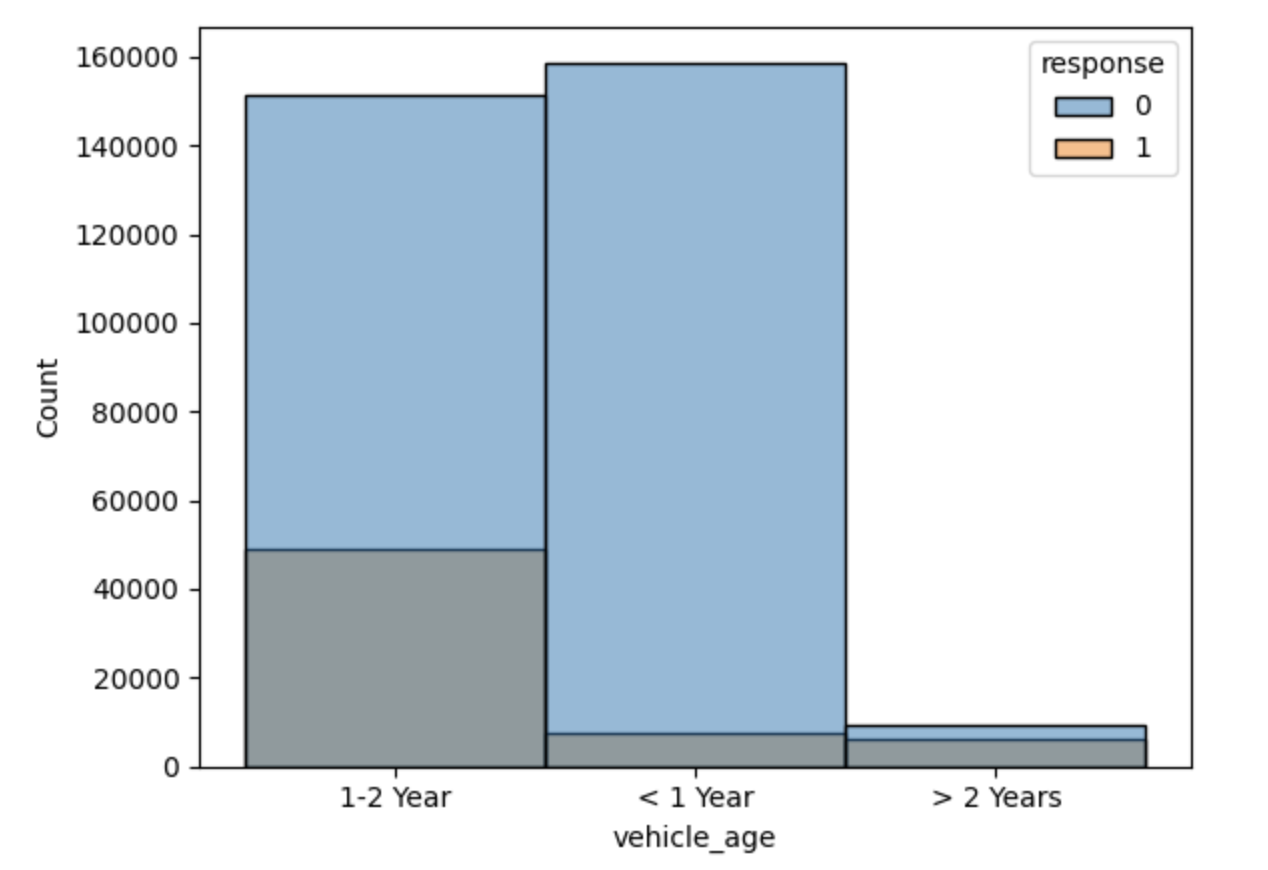 160000
140000
120000
100000
80000
60000
40000
20000
0
Count
response
0
1
1-2 Year
< 1 Year
> 2 Years
vehicle_age